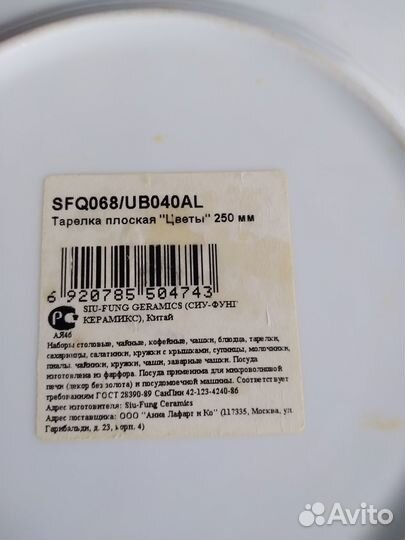 SFQ068/UB040AL
Тарелка плоская "Цветы" 250 мм
6 920785 504743
SIU-FUNG GERAMICS (СИУ-ФУНГ
КЕРАМИКС), Китай
АЯ46
Наборы столовые, чайные, кофейные, чашки, блюдца, тарелки,
сахарницы, салатники, кружки с крышками, супницы, молочники,
пиалы, чайники, кружки, чаши, заварные чашки. Посуда
изготовлена из фарфора. Посуда применима для микроволновой
печи (декор без золота) и посудомоечной машины. Соответствует
требованиям ГОСТ 28390-89 СанПин 42-123-4240-86
Адрес изготовителя: Siu-Fung Ceramics
Адрес поставщика: ООО "Анна Лафарг и Ко" (117335, Москва, ул.
Гарибальди, д. 23, корп. 4)
Avito